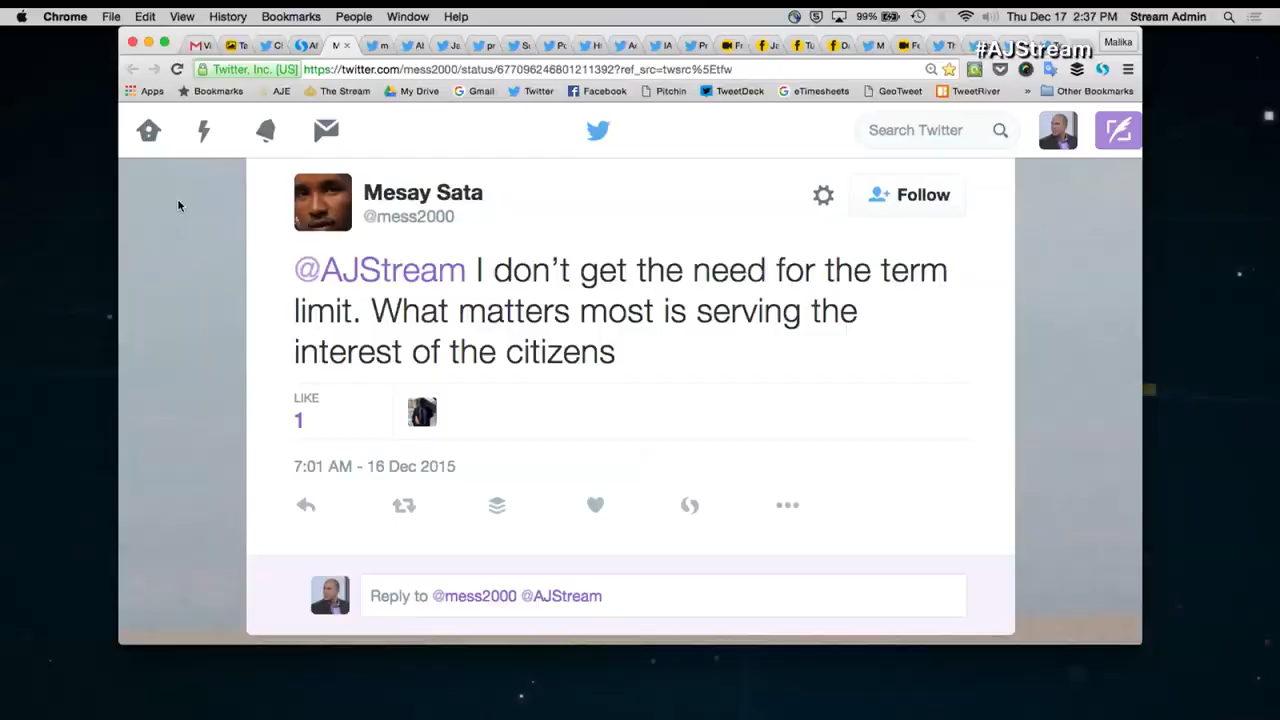 Chrome File Edit View History Bookmarks People Window Help 99% Thu Dec 17 2:37 PM Stream Admin
#AJStream
Malika
Twitter, Inc. [US] https://twitter.com/mess2000/status/677096246801211392?ref_src=twsrc%5Etfw
Apps Bookmarks AJE The Stream My Drive Gmail Twitter Facebook Pitchin TweetDeck eTimesheets GeoTweet TweetRiver » Other Bookmarks
Search Twitter
Mesay Sata
@mess2000
Follow
@AJStream I don't get the need for the term
limit. What matters most is serving the
interest of the citizens
LIKE
1
7:01 AM - 16 Dec 2015
Reply to @mess2000 @AJStream